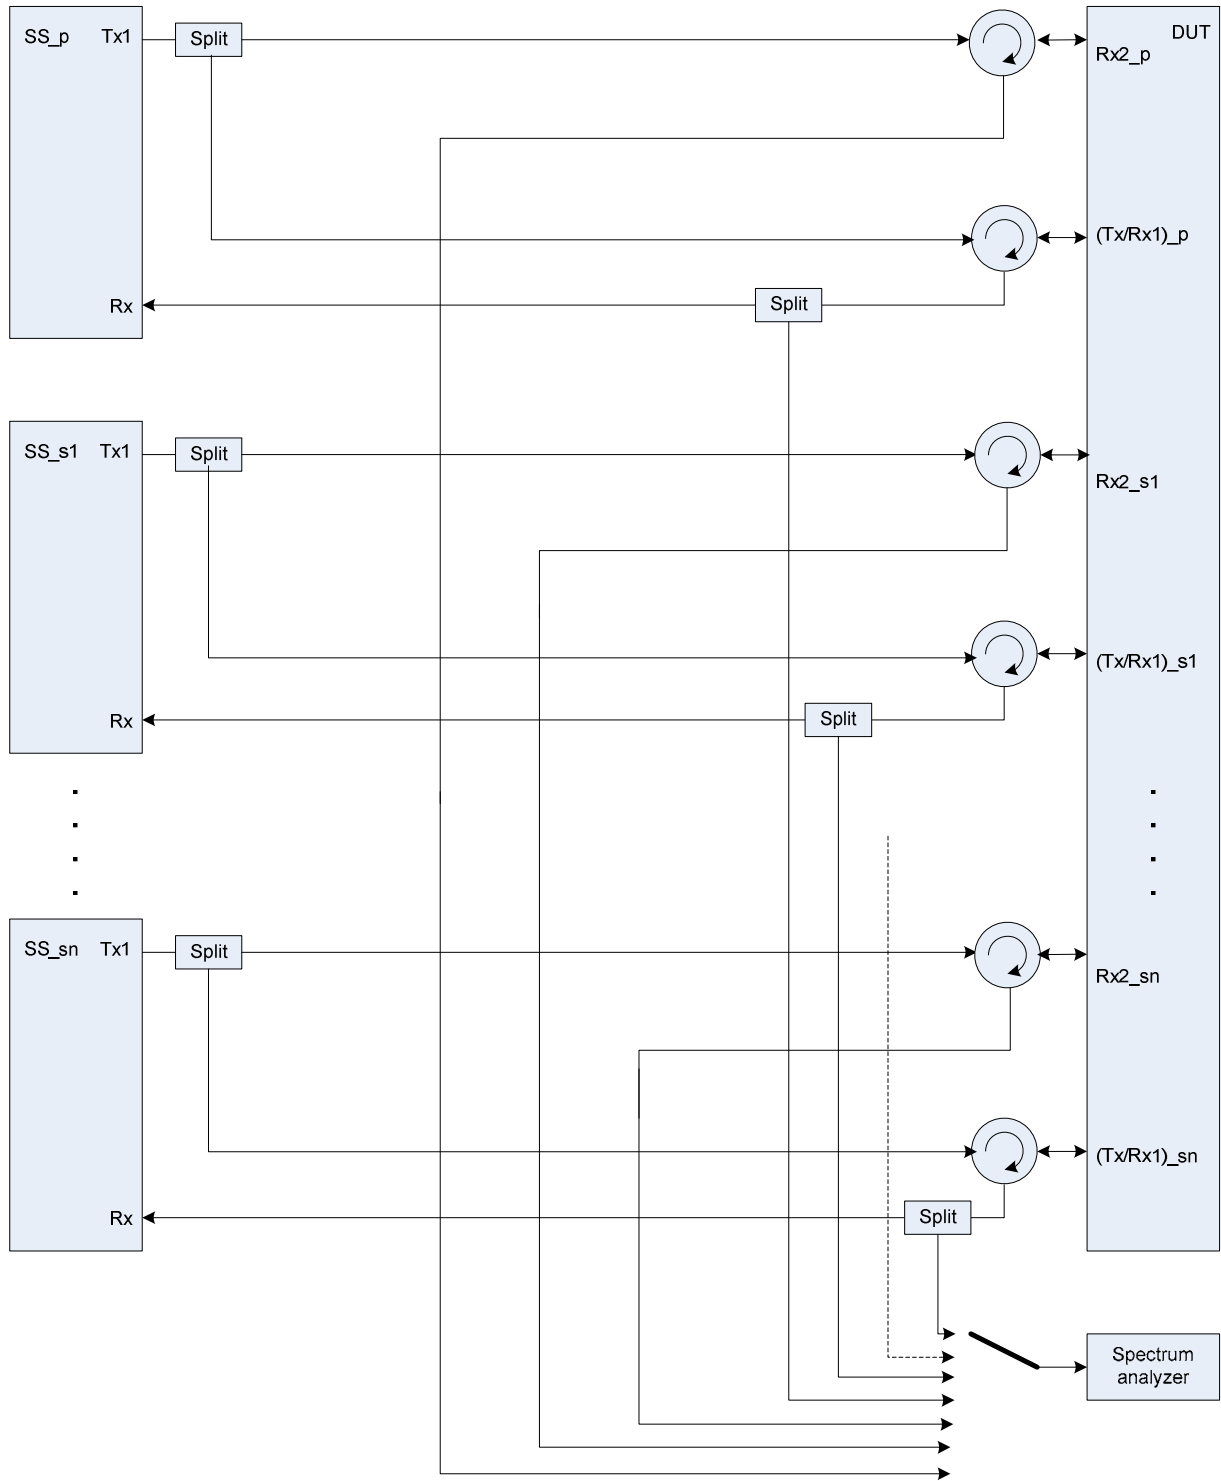 SS_p Tx1
Split
DUT
Rx2_p
(Tx/Rx1)_p
Rx
Split
SS_s1 Tx1
Split
Rx2_s1
(Tx/Rx1)_s1
Rx
Split
SS_sn Tx1
Split
Rx2_sn
(Tx/Rx1)_sn
Rx
Split
Spectrum
analyzer